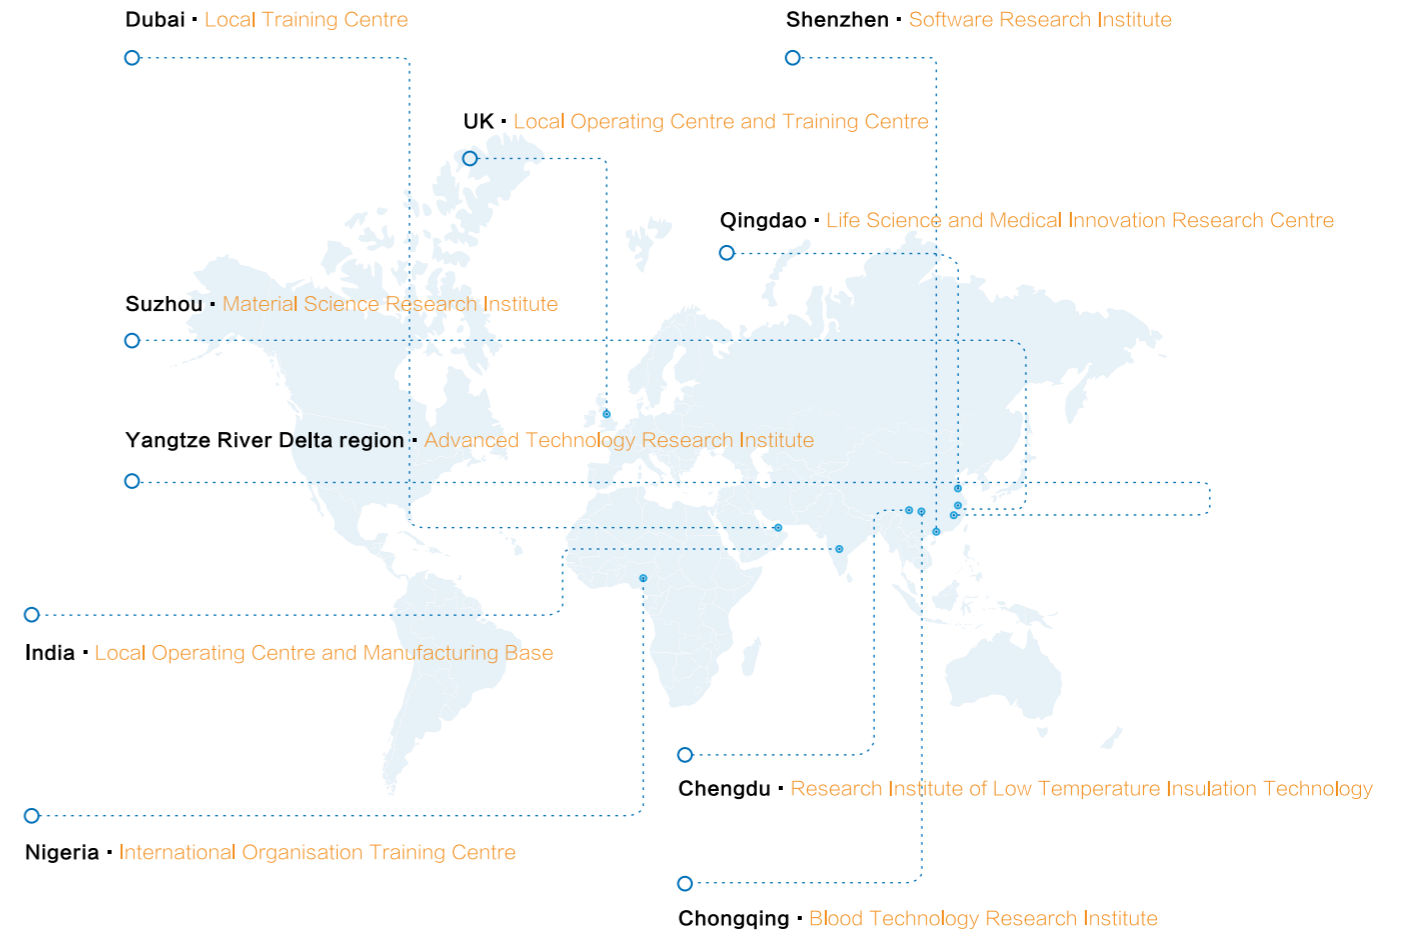 Dubai ▪ Local Training Centre
Shenzhen ▪ Software Research Institute
UK ▪ Local Operating Centre and Training Centre
Qingdao ▪ Life Science and Medical Innovation Research Centre
Suzhou ▪ Material Science Research Institute
Yangtze River Delta region ▪ Advanced Technology Research Institute
India ▪ Local Operating Centre and Manufacturing Base
Chengdu ▪ Research Institute of Low Temperature Insulation Technology
Nigeria ▪ International Organisation Training Centre
Chongqing ▪ Blood Technology Research Institute